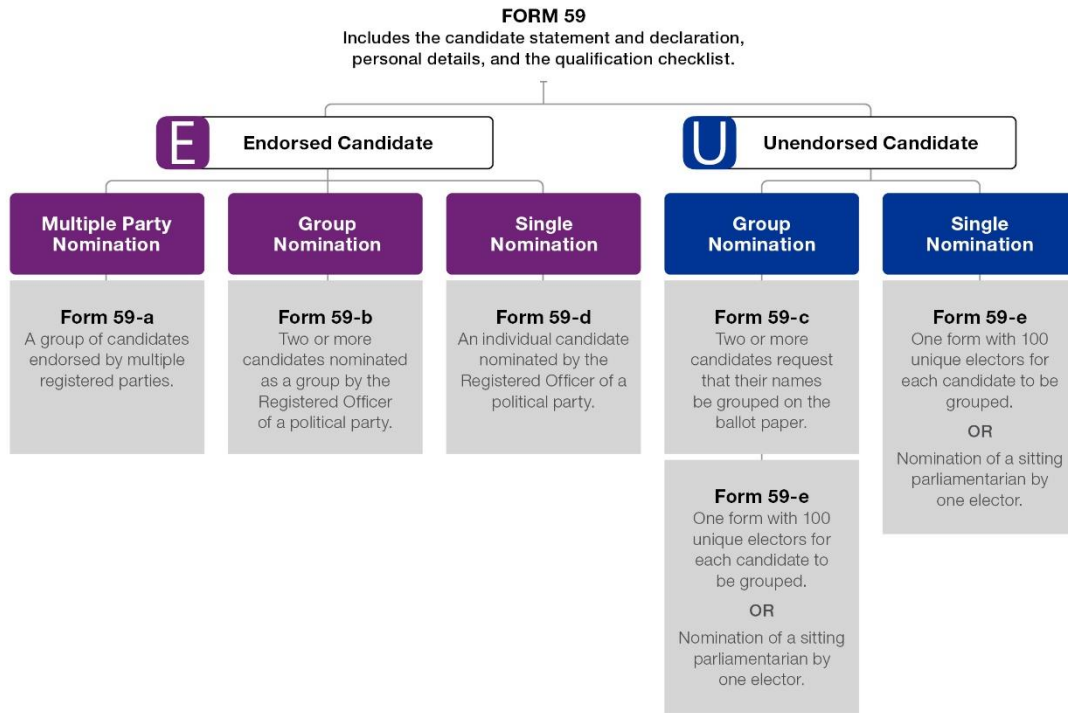 FORM 59
Includes the candidate statement and declaration,
personal details, and the qualification checklist.
E
Endorsed Candidate
U
Unendorsed Candidate
Multiple Party
Nomination
Group
Nomination
Single
Nomination
Group
Nomination
Single
Nomination
Form 59-a
A group of candidates
endorsed by multiple
registered parties.
Form 59-b
Two or more
candidates nominated
as a group by the
Registered Officer
of a political party.
Form 59-d
An individual candidate
nominated by the
Registered Officer of a
political party.
Form 59-c
Two or more
candidates request
that their names
be grouped on the
ballot paper.
Form 59-e
One form with 100
unique electors for
each candidate to
be grouped.
OR
Nomination of a sitting
parliamentarian by
one elector.
Form 59-e
One form with 100
unique electors for
each candidate to be
grouped.
OR
Nomination of a sitting
parliamentarian by
one elector.